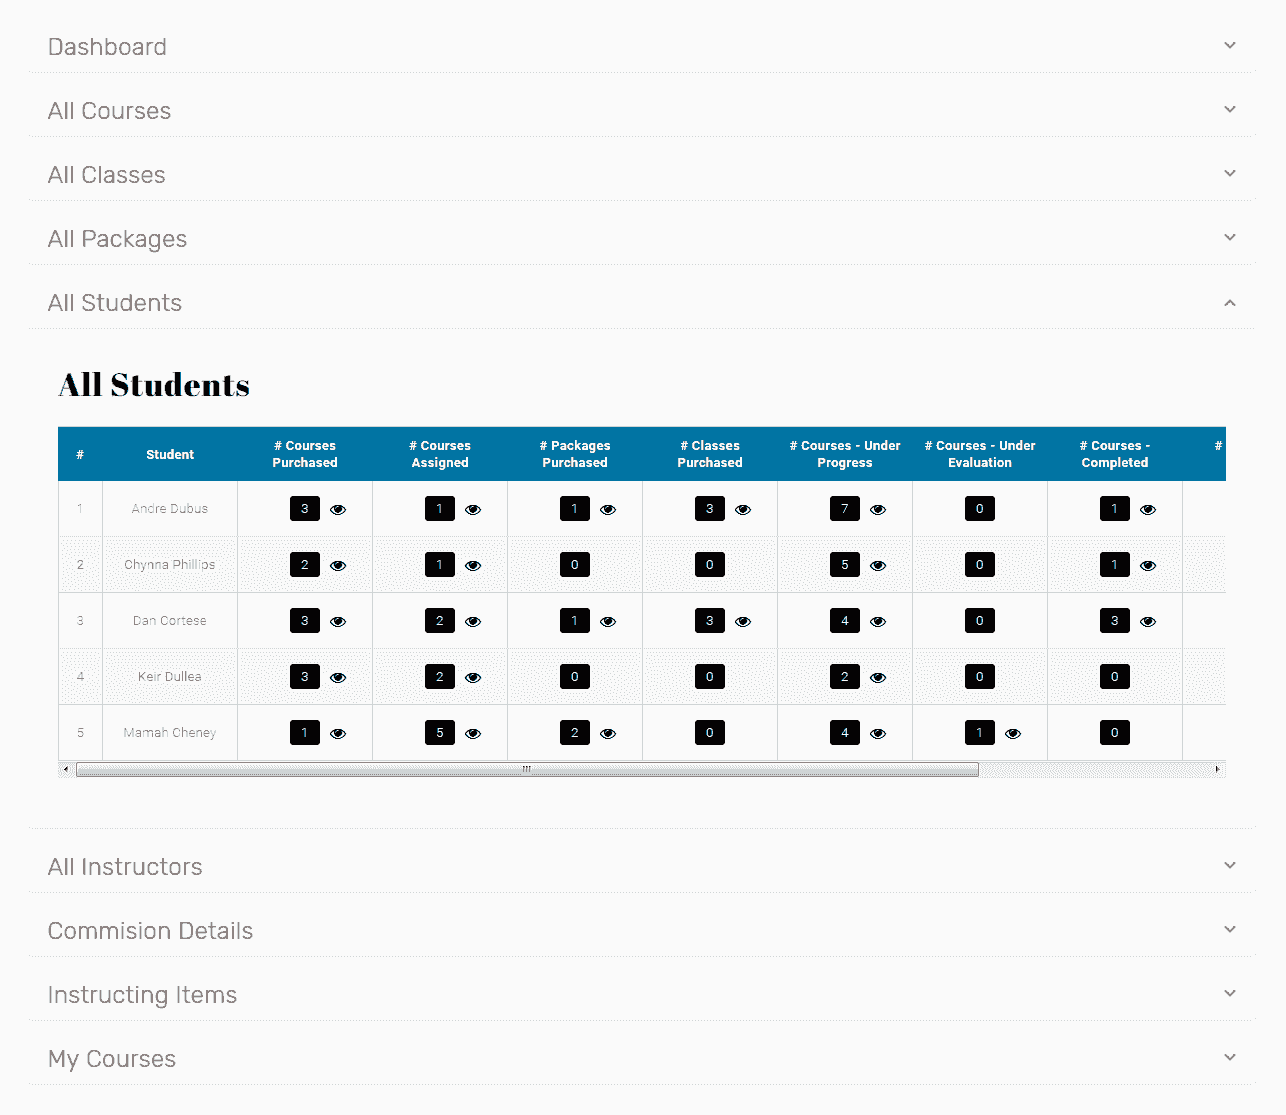 Dashboard
All Courses
All Classes
All Packages
All Students
All Students
# Student # Courses Purchased # Courses Assigned # Packages Purchased # Classes Purchased # Courses - Under Progress # Courses - Under Evaluation # Courses - Completed #
1 Andre Dubus 3 1 1 3 7 0 1
2 Chynna Phillips 2 1 0 0 5 0 1
3 Dan Cortese 3 2 1 3 4 0 3
4 Keir Dullea 3 2 0 0 2 0 0
5 Mamah Cheney 1 5 2 0 4 1 0
All Instructors
Commision Details
Instructing Items
My Courses